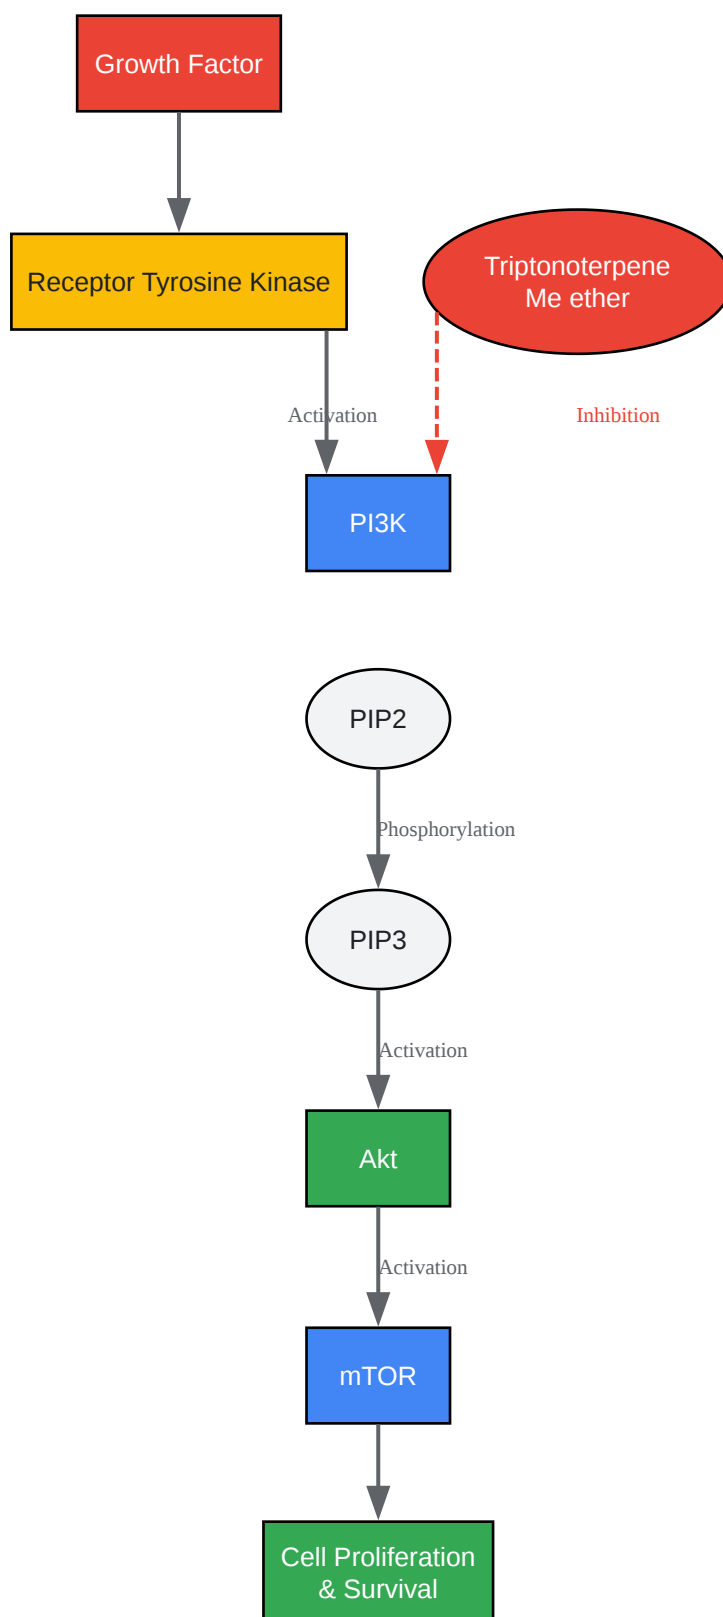 Growth Factor
Receptor Tyrosine Kinase
Triptonoterpene
Me ether
Activation
Inhibition
PI3K
PIP2
Phosphorylation
PIP3
Activation
Akt
Activation
mTOR
Cell Proliferation
& Survival